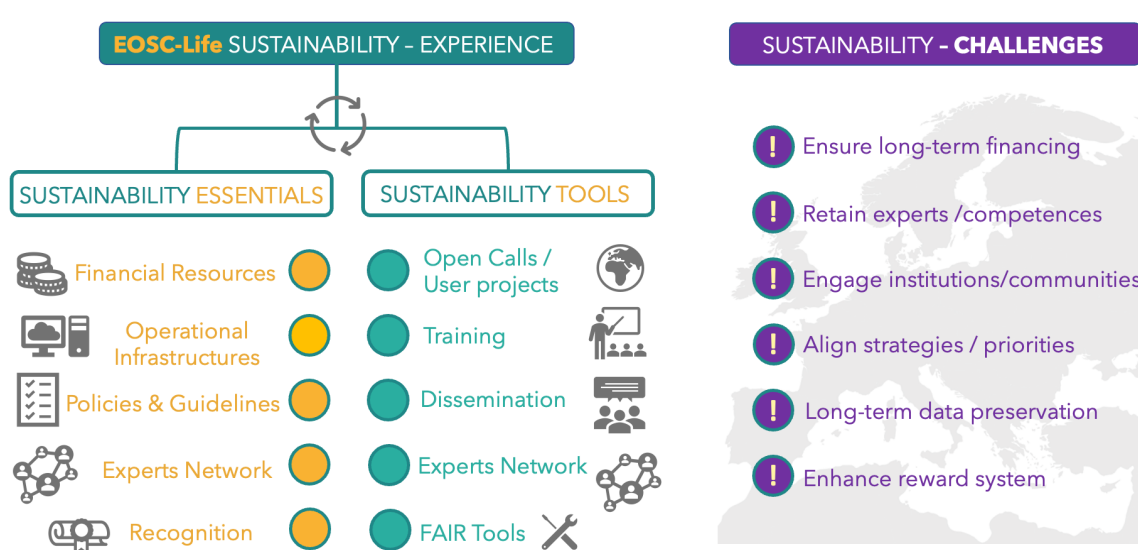 EOSC-Life SUSTAINABILITY – EXPERIENCE
SUSTAINABILITY ESSENTIALS
Financial Resources
Operational
Infrastructures
Policies & Guidelines
Experts Network
Recognition
SUSTAINABILITY TOOLS
Open Calls /
User projects
Training
Dissemination
Experts Network
FAIR Tools
SUSTAINABILITY – CHALLENGES
! Ensure long-term financing
! Retain experts /competences
! Engage institutions/communities
! Align strategies / priorities
! Long-term data preservation
! Enhance reward system